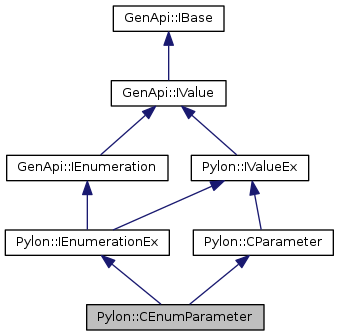 GenApi::IBase
GenApi::IValue
GenApi::IEnumeration
Pylon::IValueEx
Pylon::IEnumerationEx
Pylon::CParameter
Pylon::CEnumParameter